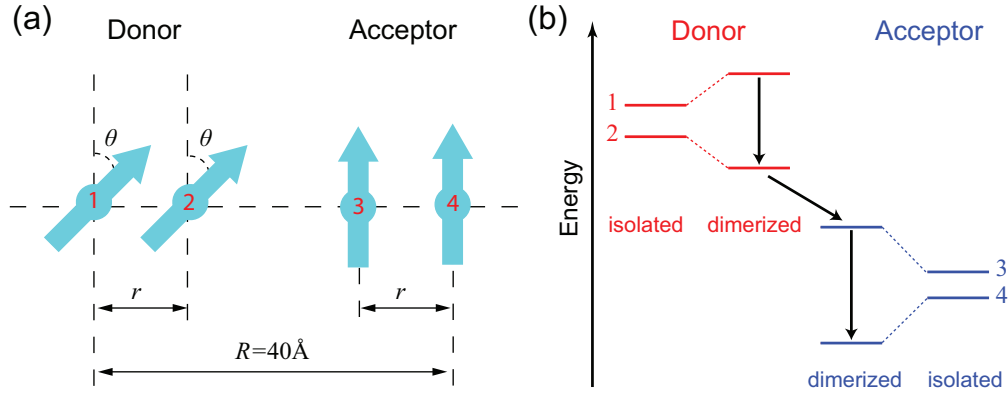 (a)
Donor
Acceptor
θ
θ
1
2
3
4
r
r
R=40Å
(b)
Energy
Donor
Acceptor
1
2
isolated
dimerized
3
4
dimerized
isolated